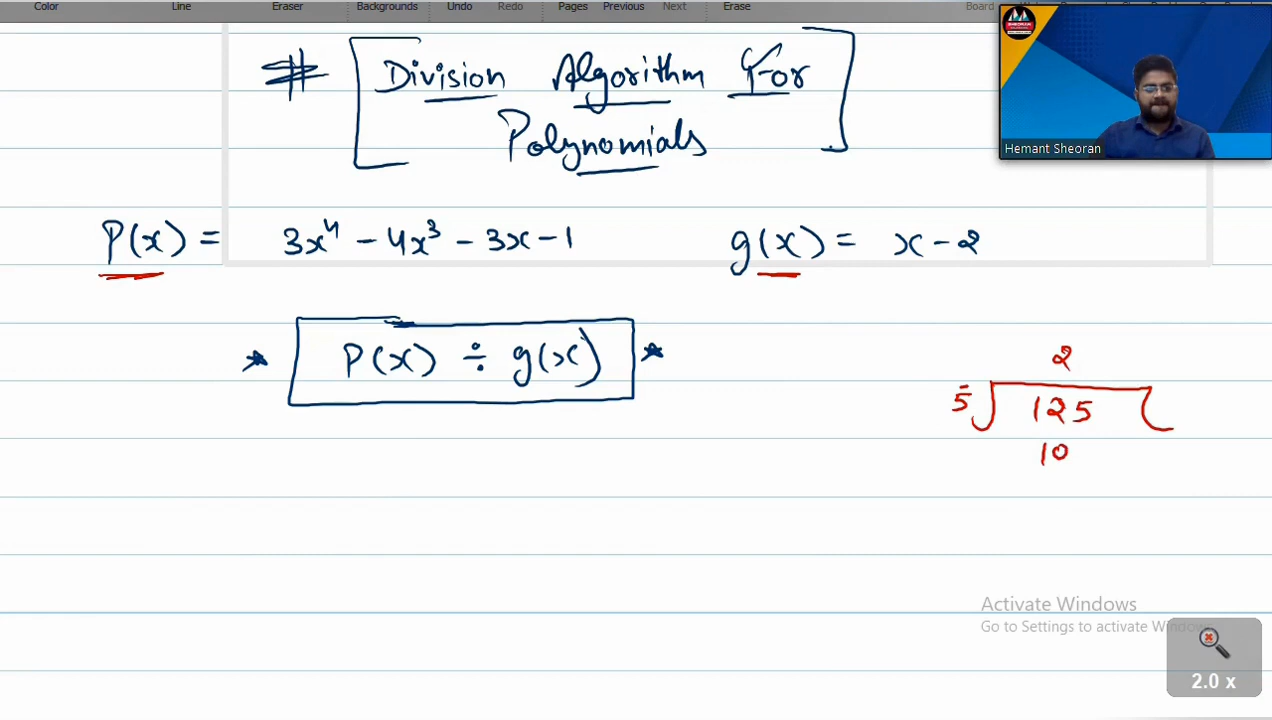 Color Line Eraser Backgrounds Undo Redo Pages Previous Next Erase Board
Hemant Sheoran
# Division Algorithm For
Polynomials
P(x) = 3x⁴ - 4x³ - 3x - 1 g(x) = x - 2
* P(x) ÷ g(x) *
2
5 125
10
Activate Windows
Go to Settings to activate Windows.
2.0 x